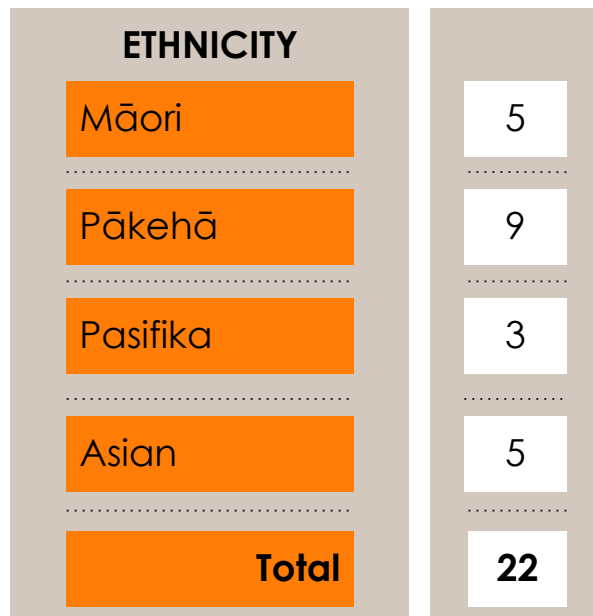 ETHNICITY
Māori 5
Pākehā 9
Pasifika 3
Asian 5
Total 22